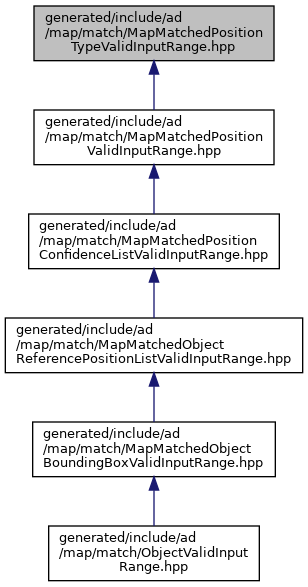 generated/include/ad
/map/match/MapMatchedPosition
TypeValidInputRange.hpp
generated/include/ad
/map/match/MapMatchedPosition
ValidInputRange.hpp
generated/include/ad
/map/match/MapMatchedPosition
ConfidenceListValidInputRange.hpp
generated/include/ad
/map/match/MapMatchedObject
ReferencePositionListValidInputRange.hpp
generated/include/ad
/map/match/MapMatchedObject
BoundingBoxValidInputRange.hpp
generated/include/ad
/map/match/ObjectValidInput
Range.hpp